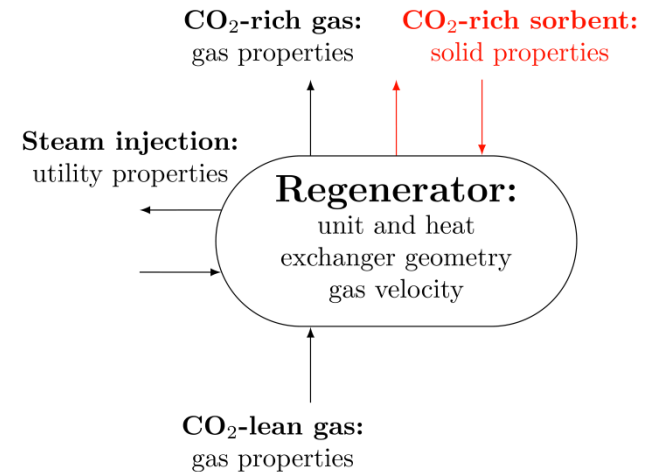 CO₂-rich gas:
gas properties
CO₂-rich sorbent:
solid properties
Steam injection:
utility properties
Regenerator:
unit and heat
exchanger geometry
gas velocity
CO₂-lean gas:
gas properties